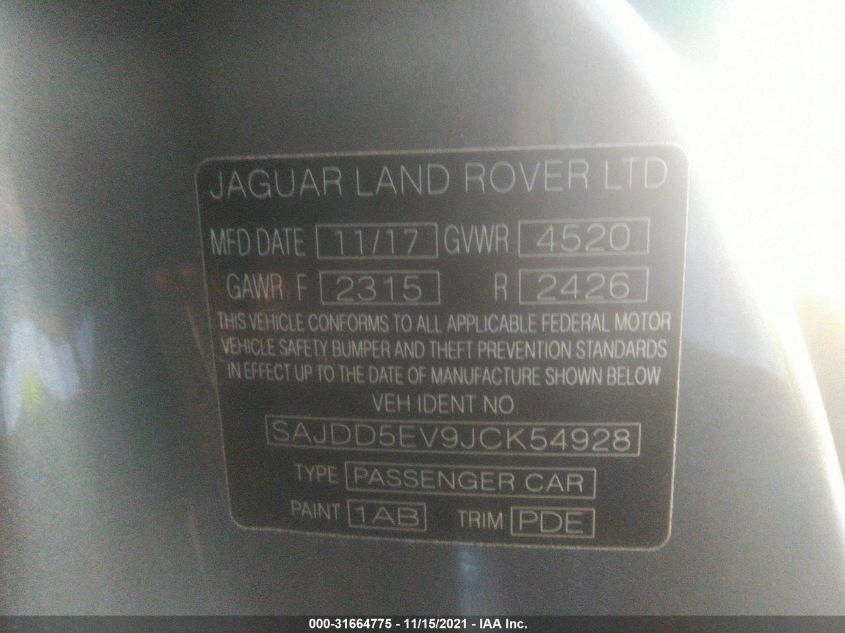 JAGUAR LAND ROVER LTD
MFD DATE 11/17 GVWR 4520
GAWR F 2315 R 2426
THIS VEHICLE CONFORMS TO ALL APPLICABLE FEDERAL MOTOR
VEHICLE SAFETY BUMPER AND THEFT PREVENTION STANDARDS
IN EFFECT UP TO THE DATE OF MANUFACTURE SHOWN BELOW
VEH IDENT NO
SAJDD5EV9JCK54928
TYPE PASSENGER CAR
PAINT 1AB TRIM PDE
000-31664775 - 11/15/2021 - IAA Inc.